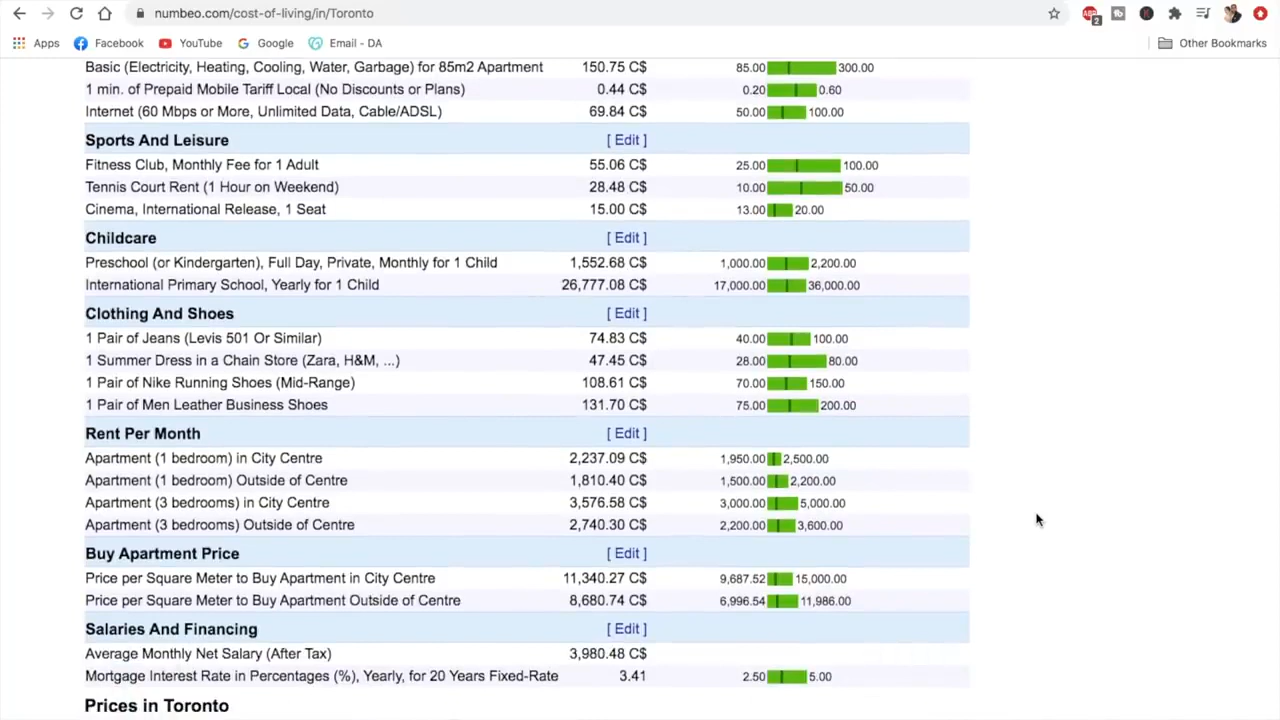 numbeo.com/cost-of-living/in/Toronto
2
Apps Facebook YouTube Google Email - DA Other Bookmarks
Basic (Electricity, Heating, Cooling, Water, Garbage) for 85m2 Apartment 150.75 C$ 85.00 300.00
1 min. of Prepaid Mobile Tariff Local (No Discounts or Plans) 0.44 C$ 0.20 0.60
Internet (60 Mbps or More, Unlimited Data, Cable/ADSL) 69.84 C$ 50.00 100.00
Sports And Leisure [ Edit ]
Fitness Club, Monthly Fee for 1 Adult 55.06 C$ 25.00 100.00
Tennis Court Rent (1 Hour on Weekend) 28.48 C$ 10.00 50.00
Cinema, International Release, 1 Seat 15.00 C$ 13.00 20.00
Childcare [ Edit ]
Preschool (or Kindergarten), Full Day, Private, Monthly for 1 Child 1,552.68 C$ 1,000.00 2,200.00
International Primary School, Yearly for 1 Child 26,777.08 C$ 17,000.00 36,000.00
Clothing And Shoes [ Edit ]
1 Pair of Jeans (Levis 501 Or Similar) 74.83 C$ 40.00 100.00
1 Summer Dress in a Chain Store (Zara, H&M, ...) 47.45 C$ 28.00 80.00
1 Pair of Nike Running Shoes (Mid-Range) 108.61 C$ 70.00 150.00
1 Pair of Men Leather Business Shoes 131.70 C$ 75.00 200.00
Rent Per Month [ Edit ]
Apartment (1 bedroom) in City Centre 2,237.09 C$ 1,950.00 2,500.00
Apartment (1 bedroom) Outside of Centre 1,810.40 C$ 1,500.00 2,200.00
Apartment (3 bedrooms) in City Centre 3,576.58 C$ 3,000.00 5,000.00
Apartment (3 bedrooms) Outside of Centre 2,740.30 C$ 2,200.00 3,600.00
Buy Apartment Price [ Edit ]
Price per Square Meter to Buy Apartment in City Centre 11,340.27 C$ 9,687.52 15,000.00
Price per Square Meter to Buy Apartment Outside of Centre 8,680.74 C$ 6,996.54 11,986.00
Salaries And Financing [ Edit ]
Average Monthly Net Salary (After Tax) 3,980.48 C$
Mortgage Interest Rate in Percentages (%), Yearly, for 20 Years Fixed-Rate 3.41 2.50 5.00
Prices in Toronto